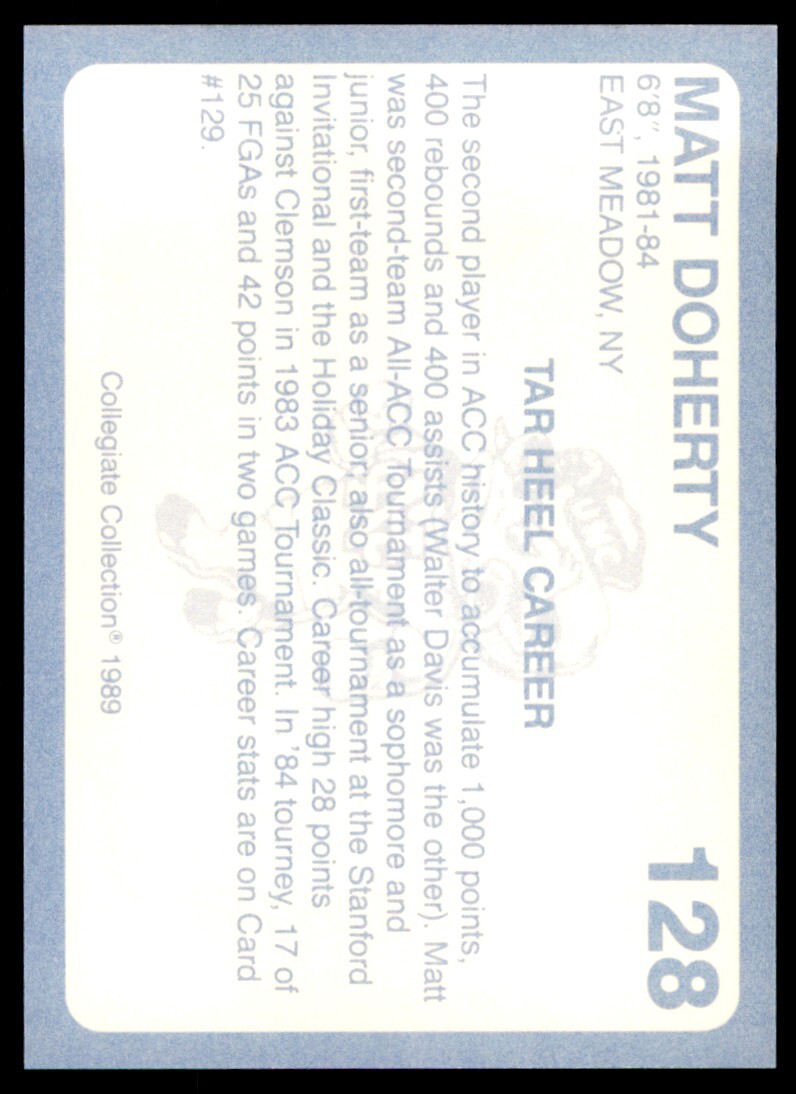 MATT DOHERTY
128
6'8", 1981-84
EAST MEADOW, NY
TAR HEEL CAREER
The second player in ACC history to accumulate 1,000 points,
400 rebounds and 400 assists (Walter Davis was the other). Matt
was second-team All-ACC Tournament as a sophomore and
junior, first-team as a senior, also all-tournament at the Stanford
Invitational and the Holiday Classic. Career high 28 points
against Clemson in 1983 ACC Tournament. In '84 tourney, 17 of
25 FGAs and 42 points in two games. Career stats are on Card
#129.
Collegiate Collection® 1989
UNC